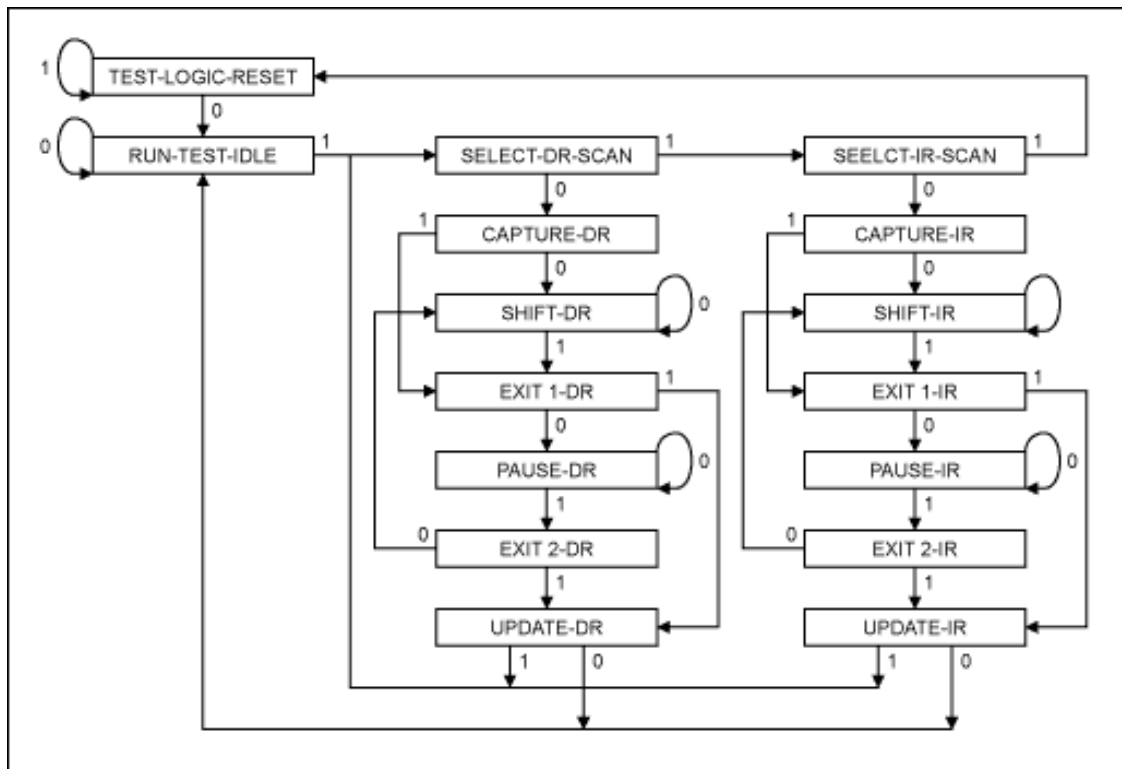 1
TEST-LOGIC-RESET
0
0
RUN-TEST-IDLE
1
SELECT-DR-SCAN
1
SEELCT-IR-SCAN
1
0
0
1
CAPTURE-DR
1
CAPTURE-IR
0
0
SHIFT-DR
0
SHIFT-IR
1
1
EXIT 1-DR
1
EXIT 1-IR
1
0
0
PAUSE-DR
0
PAUSE-IR
0
1
1
0
EXIT 2-DR
0
EXIT 2-IR
1
1
UPDATE-DR
UPDATE-IR
1
0
1
0